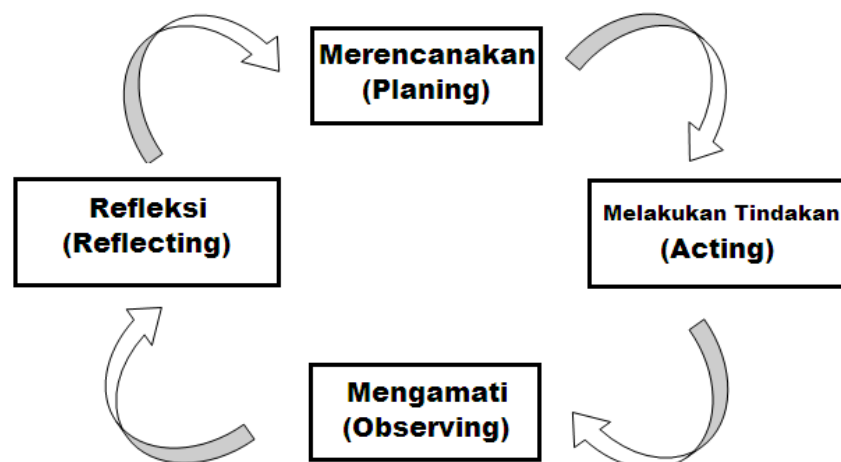 Merencanakan
(Planing)
Refleksi
(Reflecting)
Melakukan Tindakan
(Acting)
Mengamati
(Observing)